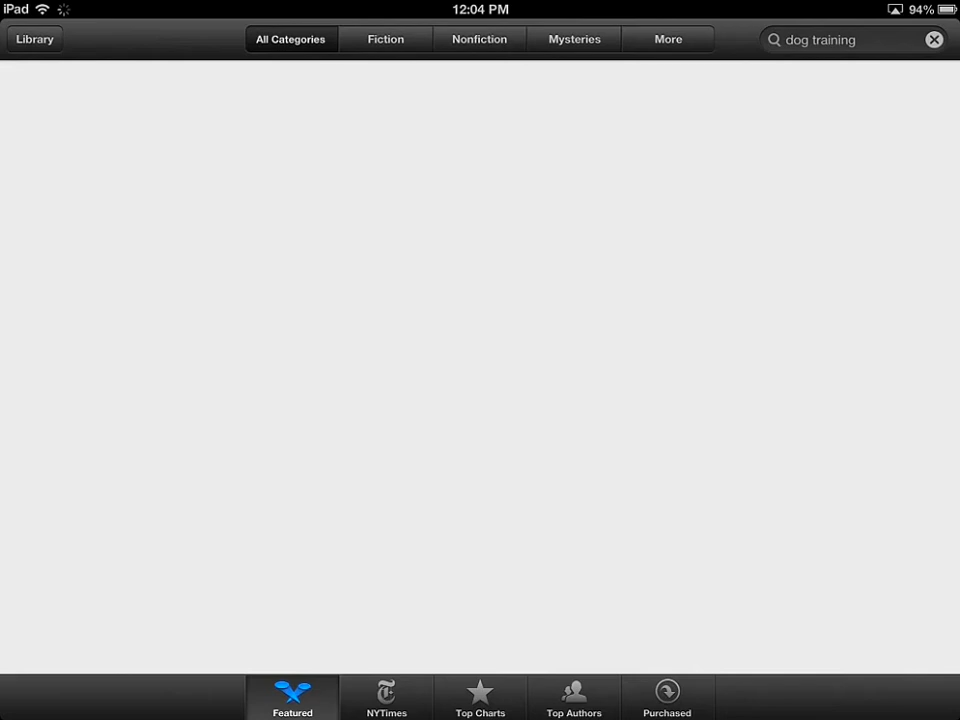 iPad 12:04 PM 94%
Library All Categories Fiction Nonfiction Mysteries More dog training
Featured NYTimes Top Charts Top Authors Purchased